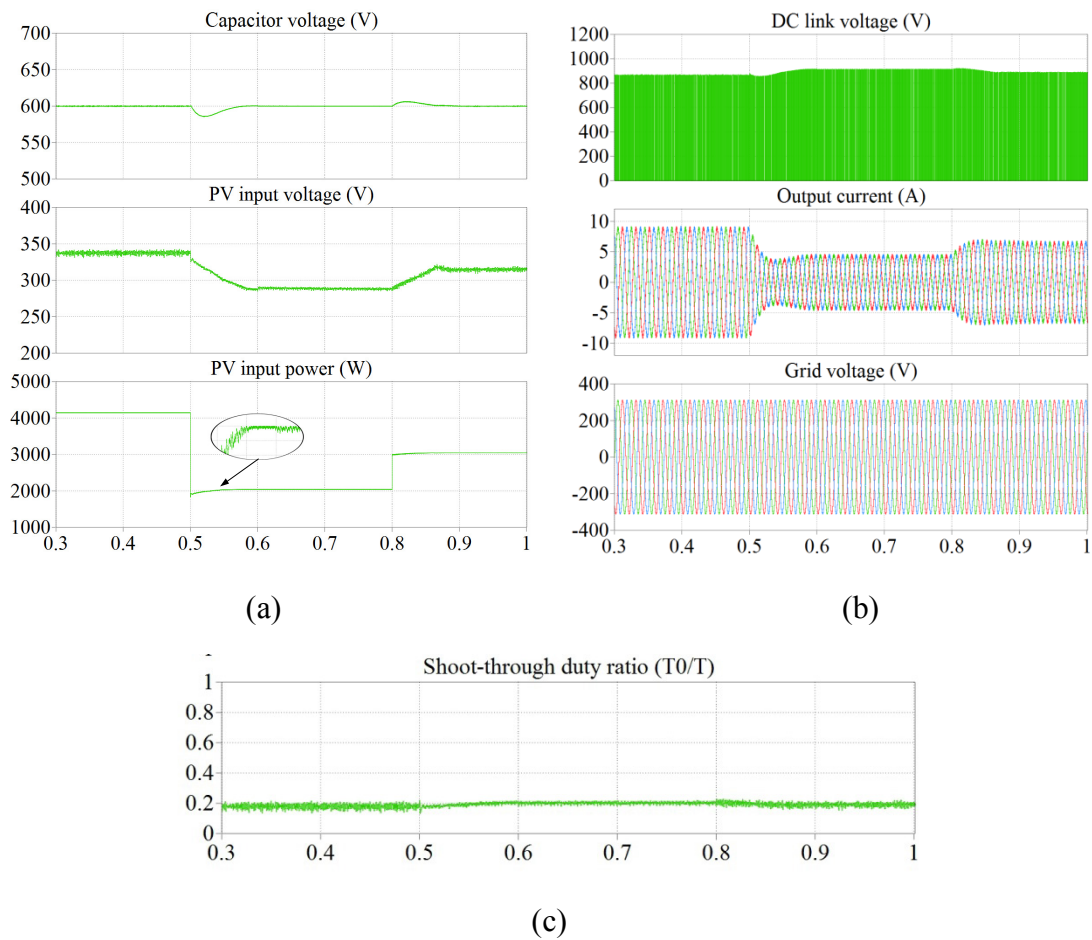 Capacitor voltage (V)
700
650
600
550
500
PV input voltage (V)
400
350
300
250
200
PV input power (W)
5000
4000
3000
2000
1000
0.3 0.4 0.5 0.6 0.7 0.8 0.9 1
(a)
DC link voltage (V)
1200
1000
800
600
400
200
0
Output current (A)
10
5
0
-5
-10
Grid voltage (V)
400
200
0
-200
-400
0.3 0.4 0.5 0.6 0.7 0.8 0.9 1
(b)
Shoot-through duty ratio (T0/T)
1
0.8
0.6
0.4
0.2
0
0.3 0.4 0.5 0.6 0.7 0.8 0.9 1
(c)